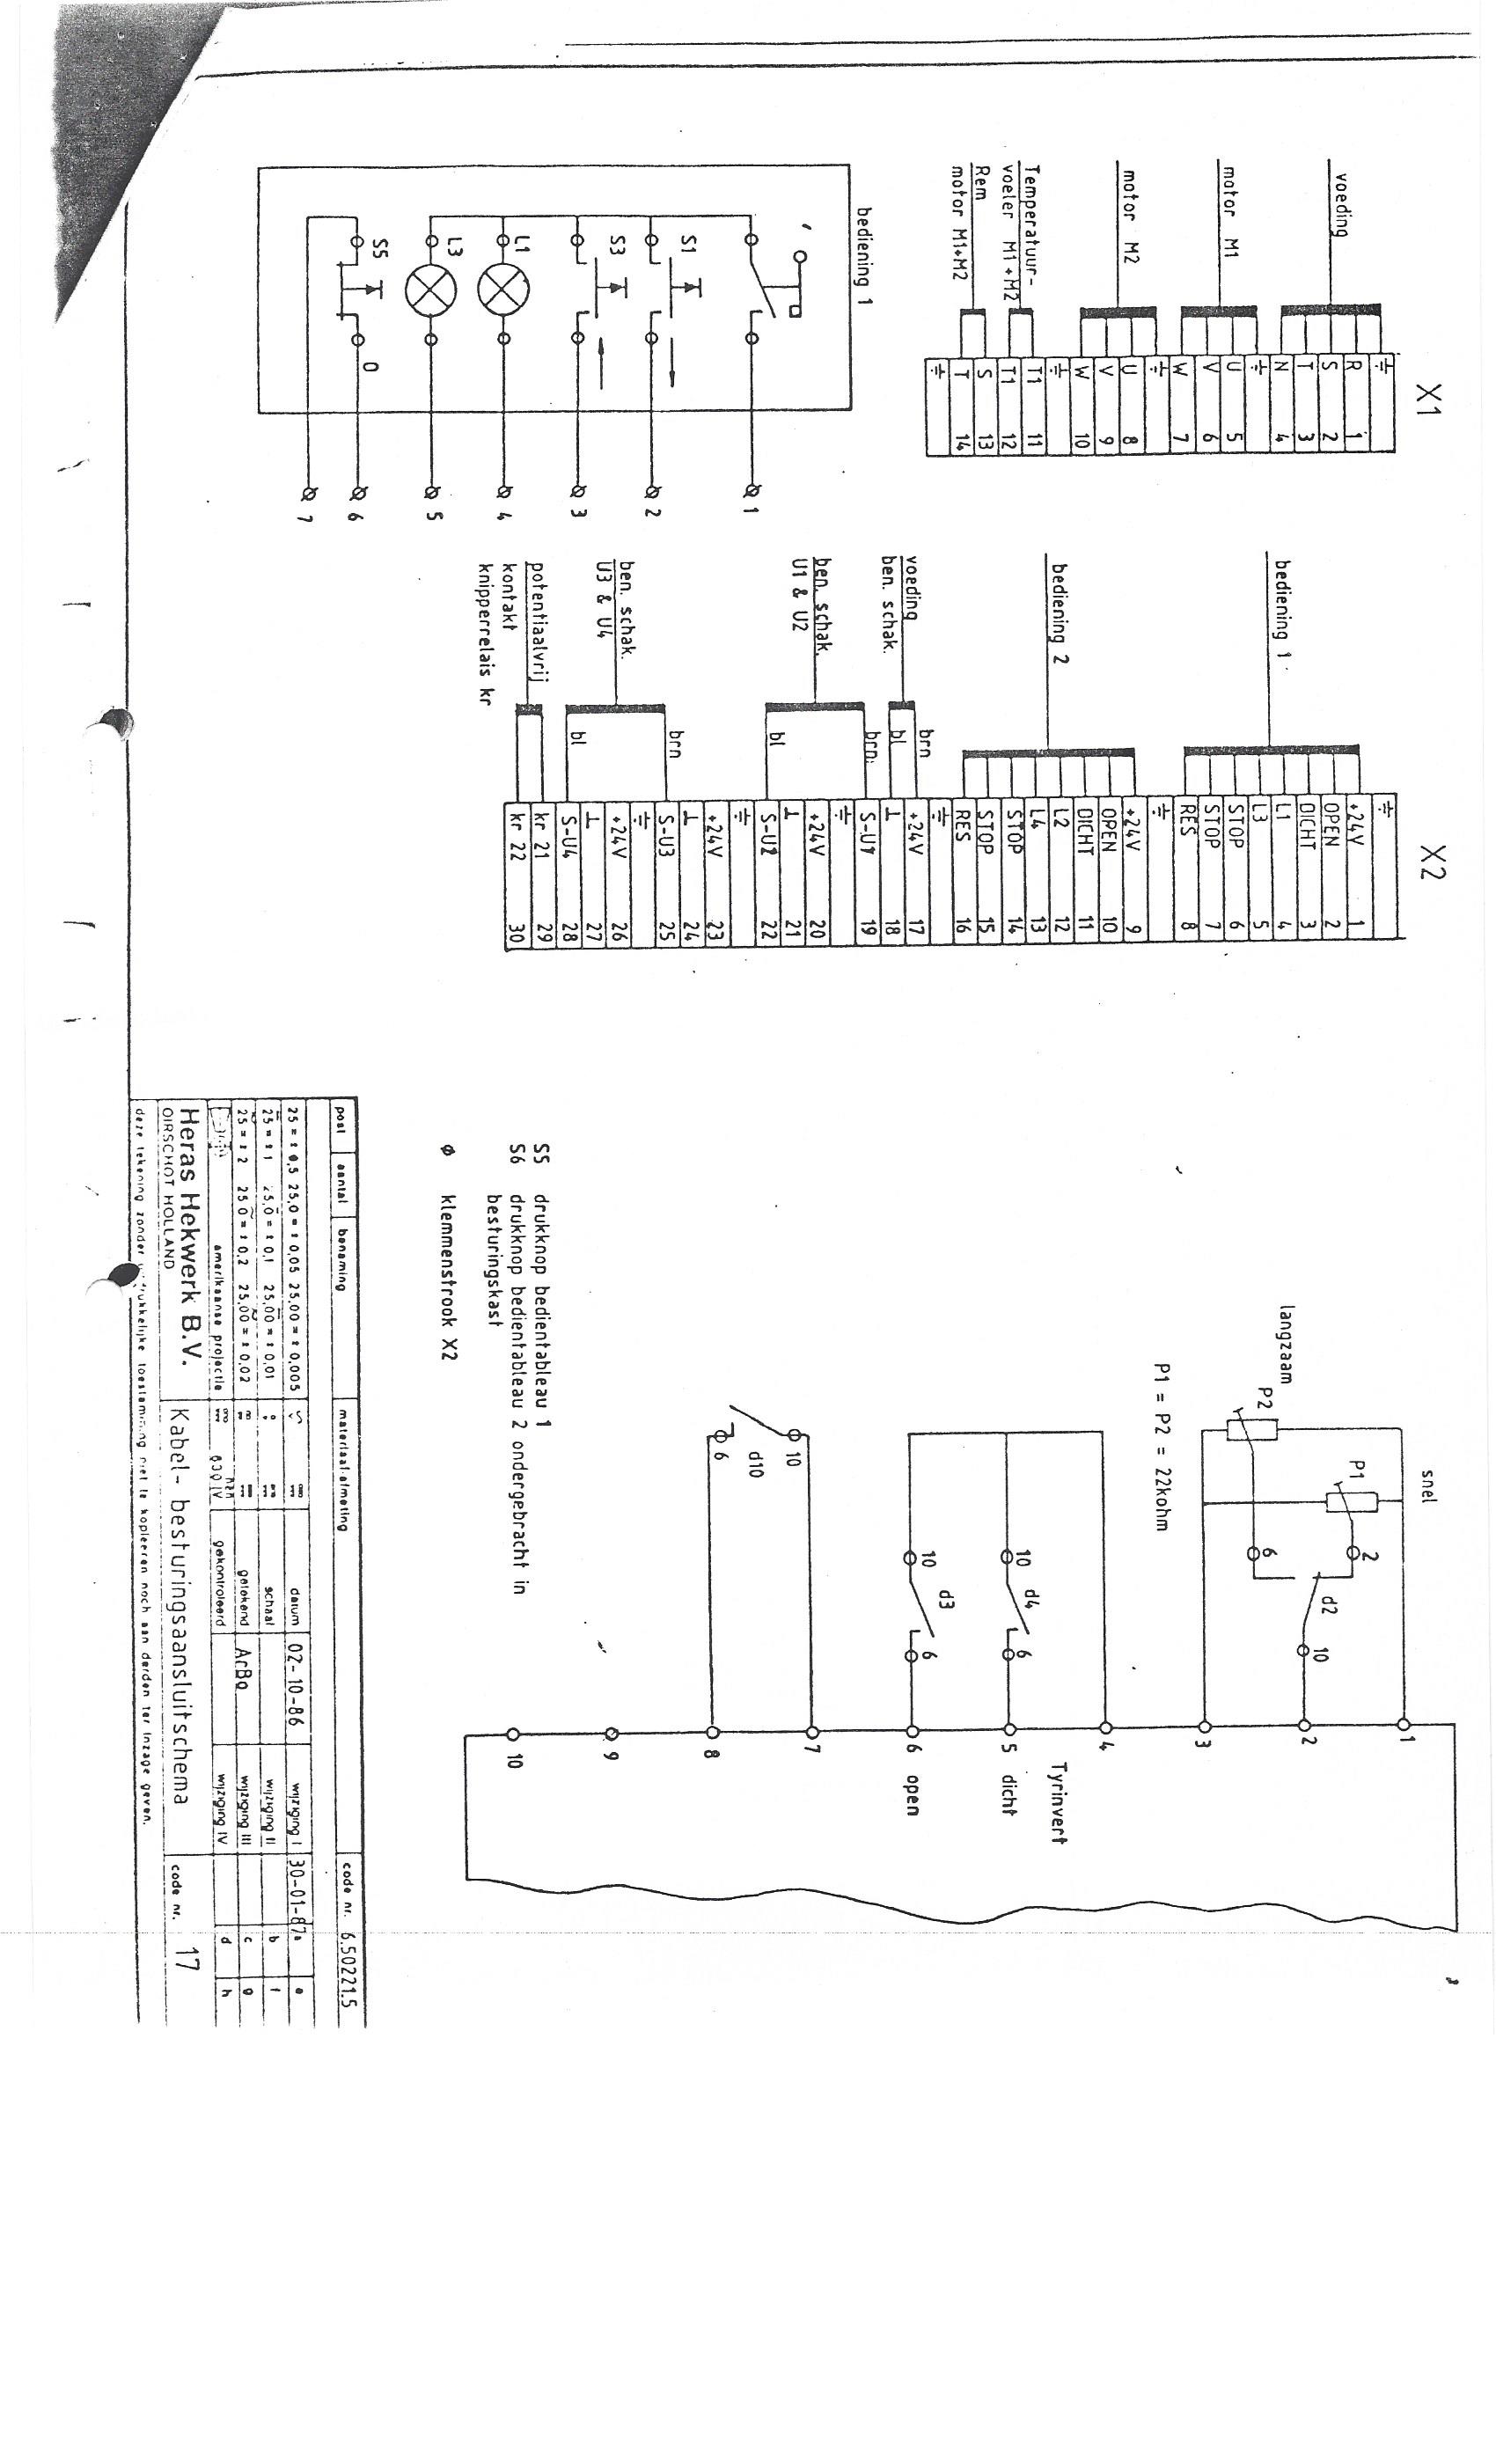 X1
voeding
motor M1
motor M2
Temperatuur-
voeler M1+M2
Rem
motor M1+M2
R 1
S 2
T 3
N 4
U 5
V 6
W 7
U 8
V 9
W 10
T1 11
T1 12
S 13
T 14
bediening 1
S1
S3
L1
L3
S5
0
1
2
3
4
5
6
7
X2
bediening 1
bediening 2
voeding
ben. schak.
ben. schak.
U1 & U2
ben. schak.
U3 & U4
potentiaalvrij
kontakt
knipperrelais kr
brn
bl
brn
bl
brn
bl
+24V 1
OPEN 2
DICHT 3
L1 4
L3 5
STOP 6
STOP 7
RES 8
+24V 9
OPEN 10
DICHT 11
L2 12
L4 13
STOP 14
STOP 15
RES 16
+24V 17
⊥ 18
S-U1 19
+24V 20
⊥ 21
S-U2 22
+24V 23
⊥ 24
S-U3 25
+24V 26
⊥ 27
S-U4 28
kr 21 29
kr 22 30
snel
langzaam
P2
P1
6
2
d2
10
P1 = P2 = 22kohm
10
d4
6
10
d3
6
10
d10
6
1
2
3
4
Tyrinvert
5 dicht
6 open
7
8
9
10
S5 drukknop bedientableau 1
S6 drukknop bedientableau 2 ondergebracht in
besturingskast
ø klemmenstrook X2
post aantal benaming materiaal-afmeting code nr. 6.50221.5
25 = ± 0,5 25,0 = ± 0,05 25,00 = ± 0,005 datum 02-10-86 wijziging I 30-01-87 a e
25 = ± 1 25,0 = ± 0,1 25,00 = ± 0,01 schaal wijziging II b f
25 = ± 2 25,0 = ± 0,2 25,00 = ± 0,02 getekend ArBo wijziging III c g
amerikaanse projectie gekontroleerd wijziging IV d h
Heras Hekwerk B.V.
OIRSCHOT HOLLAND
Kabel- besturingsaansluitschema
code nr. 17
deze tekening zonder uitdrukkelijke toestemming niet te kopieeren noch aan derden ter inzage geven.